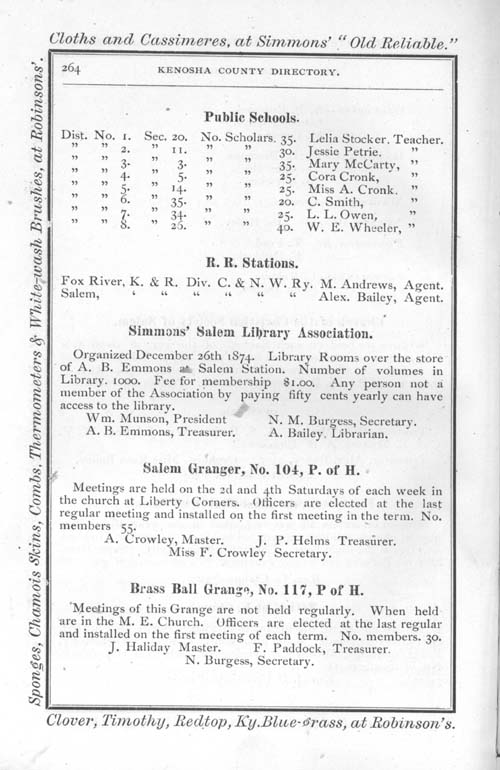 Cloths and Cassimeres, at Simmons' "Old Reliable."
264 KENOSHA COUNTY DIRECTORY.
Public Schools.
Dist. No. 1. Sec. 20. No. Scholars. 35. Lelia Stocker. Teacher.
" " 2. " 11. " " 30. Jessie Petrie. "
" " 3. " 3. " " 35. Mary McCarty, "
" " 4. " 5. " " 25. Cora Cronk, "
" " 5. " 14. " " 25. Miss A. Cronk. "
" " 6. " 35. " " 20. C. Smith, "
" " 7. " 34. " " 25. L. L. Owen, "
" " 8. " 26. " " 40. W. E. Wheeler, "
R. R. Stations.
Fox River, K. & R. Div. C. & N. W. Ry. M. Andrews, Agent.
Salem, ‘ “ “ “ “ “ Alex. Bailey, Agent.
Simmons' Salem Library Association.
Organized December 26th 1874. Library Rooms over the store
of A. B. Emmons at Salem Station. Number of volumes in
Library. 1000. Fee for membership $1.00. Any person not a
member of the Association by paying fifty cents yearly can have
access to the library.
Wm. Munson, President N. M. Burgess, Secretary.
A. B. Emmons, Treasurer. A. Bailey. Librarian.
Salem Granger, No. 104, P. of H.
Meetings are held on the 2d and 4th Saturdays of each week in
the church at Liberty Corners. Officers are elected at the last
regular meeting and installed on the first meeting in the term. No.
members 55.
A. Crowley, Master. J. P. Helms Treasurer.
Miss F. Crowley Secretary.
Brass Ball Grange, No. 117, P of H.
Meetings of this Grange are not held regularly. When held
are in the M. E. Church. Officers are elected at the last regular
and installed on the first meeting of each term. No. members. 30.
J. Haliday Master. F. Paddock, Treasurer.
N. Burgess, Secretary.
Clover, Timothy, Redtop, Ky. Blue-Grass, at Robinson's.
Sponges, Chamois Skins, Combs, Thermometers & White-wash Brushes, at Robinsons'.